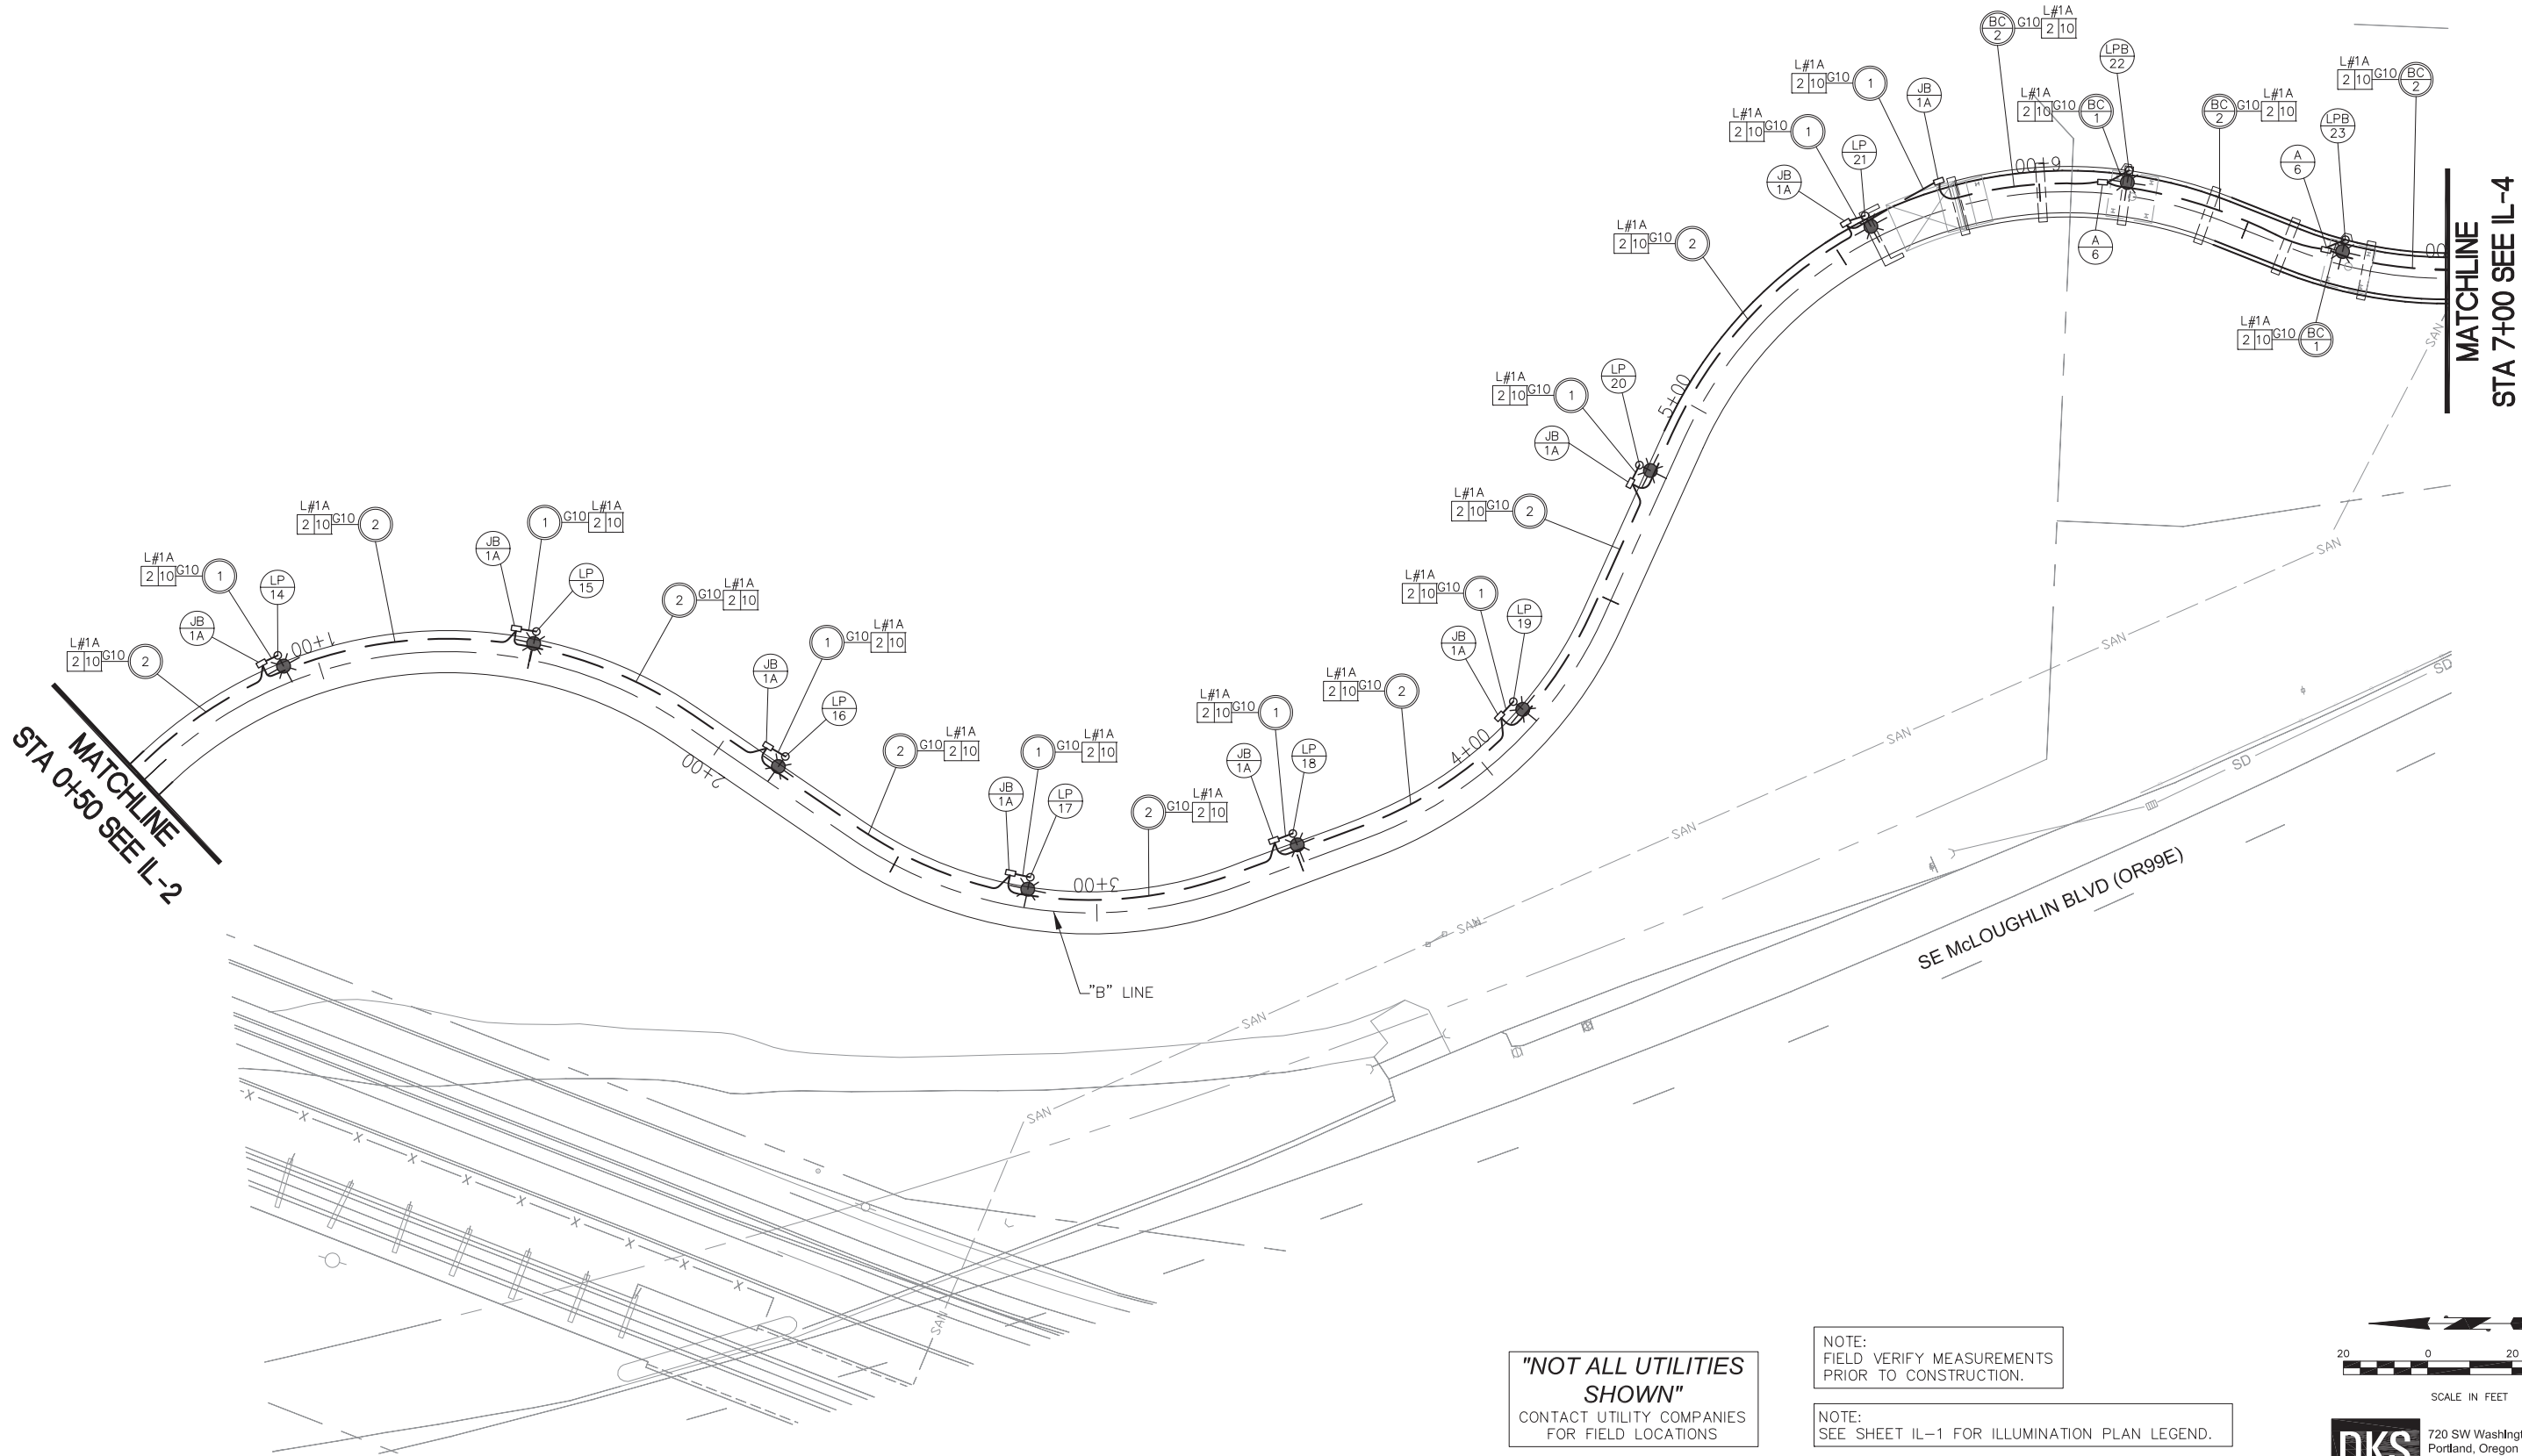 L#1A
BC G10 2 10
2
LPB
22
L#1A
2 10 G10 1
JB
1A
L#1A
2 10 G10 BC
1
BC G10 L#1A
2 2 10
L#1A
2 10 G10 BC
2
LPB
23
L#1A
2 10 G10 1
LP
21
JB
1A
A
6
6+00
A
6
00
MATCHLINE
STA 7+00 SEE IL-4
L#1A
2 10 G10 2
L#1A
2 10 G10 BC
1
L#1A
2 10 G10 1
LP
20
5+00
JB
1A
L#1A
2 10 G10 2
L#1A
2 10 G10 2
JB
1A
1 G10 L#1A
2 10
LP
15
L#1A
2 10 G10 1
LP
14
JB
1A
L#1A
2 10 G10 2
1+00
2 G10 L#1A
2 10
L#1A
2 10 G10 1
LP
19
JB
1A
JB
1A
1 G10 L#1A
2 10
LP
16
MATCHLINE
STA 0+50 SEE IL-2
2+00
2 G10 L#1A
2 10
JB
1A
1 G10 L#1A
2 10
LP
17
L#1A
2 10 G10 1
JB
1A
LP
18
L#1A
2 10 G10 2
4+00
2 G10 L#1A
2 10
3+00
"B" LINE
SAN
SAN
SAN
SAN
SAN
SAN
SAN
SAN
SAN
SD
SD
SE McLOUGHLIN BLVD (OR99E)
X X X X X X X X X X
"NOT ALL UTILITIES
SHOWN"
CONTACT UTILITY COMPANIES
FOR FIELD LOCATIONS
NOTE:
FIELD VERIFY MEASUREMENTS
PRIOR TO CONSTRUCTION.
NOTE:
SEE SHEET IL-1 FOR ILLUMINATION PLAN LEGEND.
20 0 20
SCALE IN FEET
DKS
720 SW Washingt
Portland, Oregon